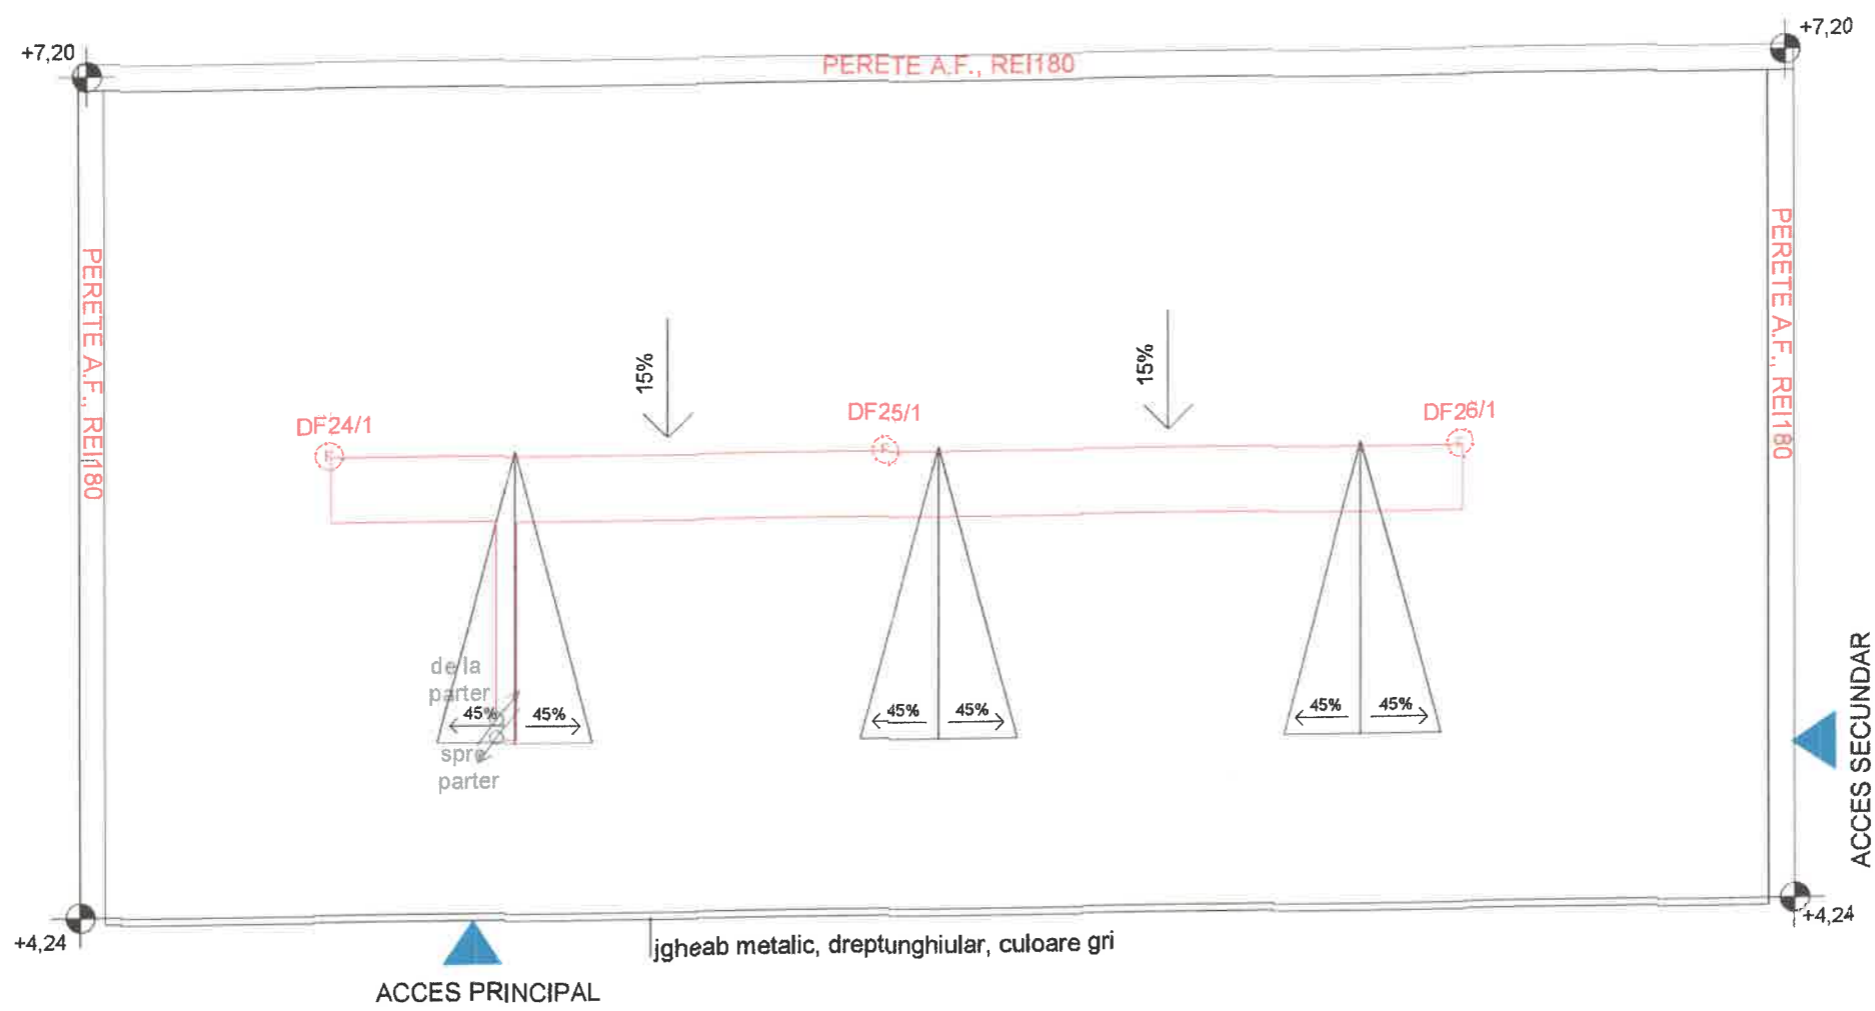 +7,20
+7,20
PERETE A.F., REI180
PERETE A.F., REI180
PERETE A.F., REI180
15%
15%
DF24/1
DF25/1
DF26/1
F
F
de la
parter
45%
45%
45%
45%
45%
45%
spre
parter
ACCES SECUNDAR
+4,24
+4,24
jgheab metalic, dreptunghiular, culoare gri
ACCES PRINCIPAL